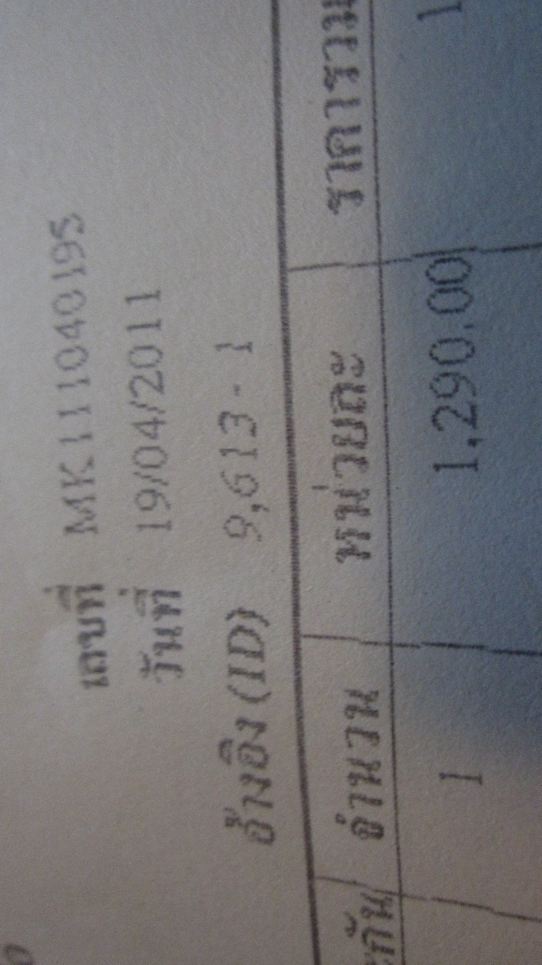 เลขที่ MK1111040195
วันที่ 19/04/2011
อ้างอิง (ID) 9,613 - 1
จำนวน หน่วยละ ราคารวม
1 1,290.00 1